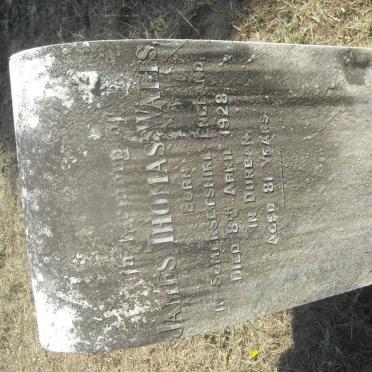 In Loving of
JAMES THOMAS WATTS
BORN
IN SOMERSETSHIRE, ENGLAND
DIED 8TH APRIL 1928
IN DURBAN,
AGED 81 YEARS.